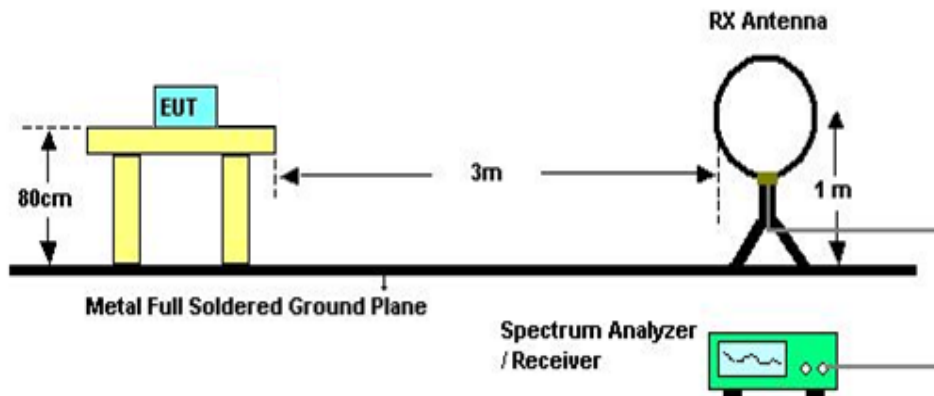 RX Antenna
EUT
80cm
3m
1 m
Metal Full Soldered Ground Plane
Spectrum Analyzer
/ Receiver